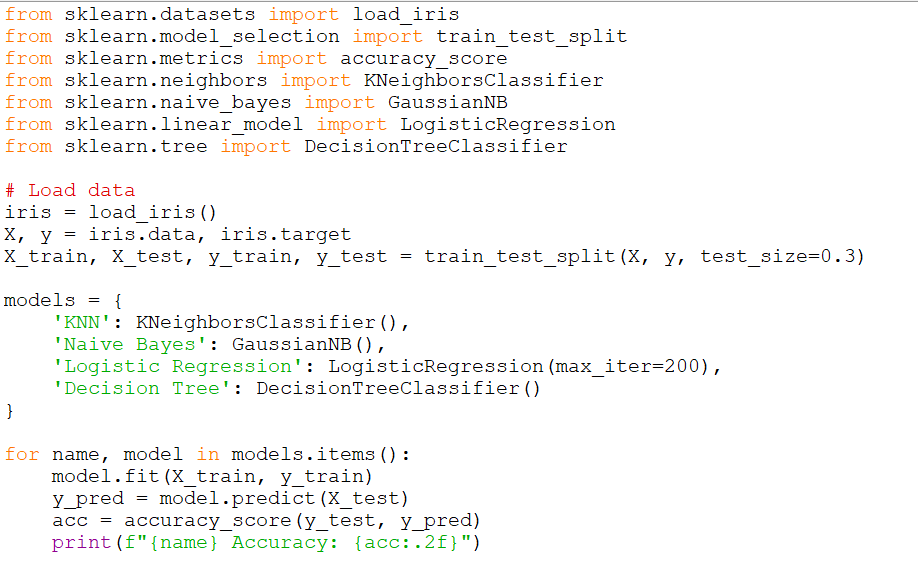 from sklearn.datasets import load_iris
from sklearn.model_selection import train_test_split
from sklearn.metrics import accuracy_score
from sklearn.neighbors import KNeighborsClassifier
from sklearn.naive_bayes import GaussianNB
from sklearn.linear_model import LogisticRegression
from sklearn.tree import DecisionTreeClassifier

# Load data
iris = load_iris()
X, y = iris.data, iris.target
X_train, X_test, y_train, y_test = train_test_split(X, y, test_size=0.3)

models = {
    'KNN': KNeighborsClassifier(),
    'Naive Bayes': GaussianNB(),
    'Logistic Regression': LogisticRegression(max_iter=200),
    'Decision Tree': DecisionTreeClassifier()
}

for name, model in models.items():
    model.fit(X_train, y_train)
    y_pred = model.predict(X_test)
    acc = accuracy_score(y_test, y_pred)
    print(f"{name} Accuracy: {acc:.2f}")